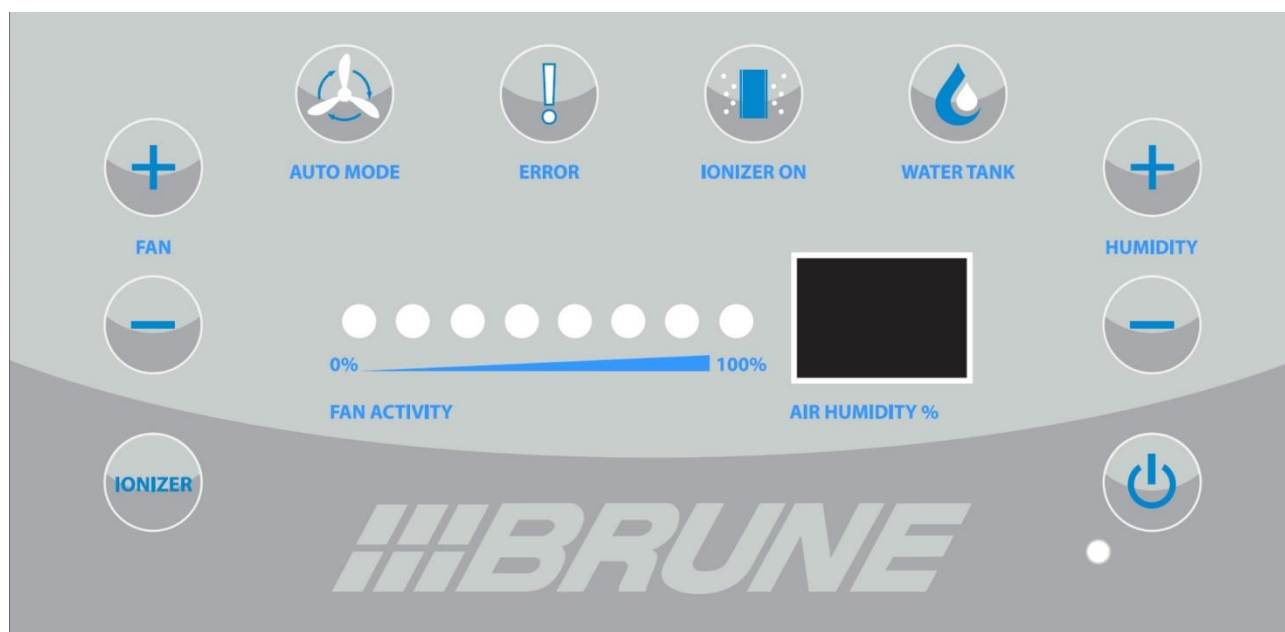 AUTO MODE
ERROR
IONIZER ON
WATER TANK
FAN
HUMIDITY
0%
100%
FAN ACTIVITY
AIR HUMIDITY %
IONIZER
BRUNE